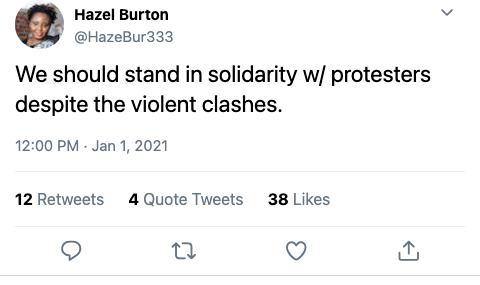 Hazel Burton
@HazeBur333
We should stand in solidarity w/ protesters
despite the violent clashes.
12:00 PM · Jan 1, 2021
12 Retweets 4 Quote Tweets 38 Likes